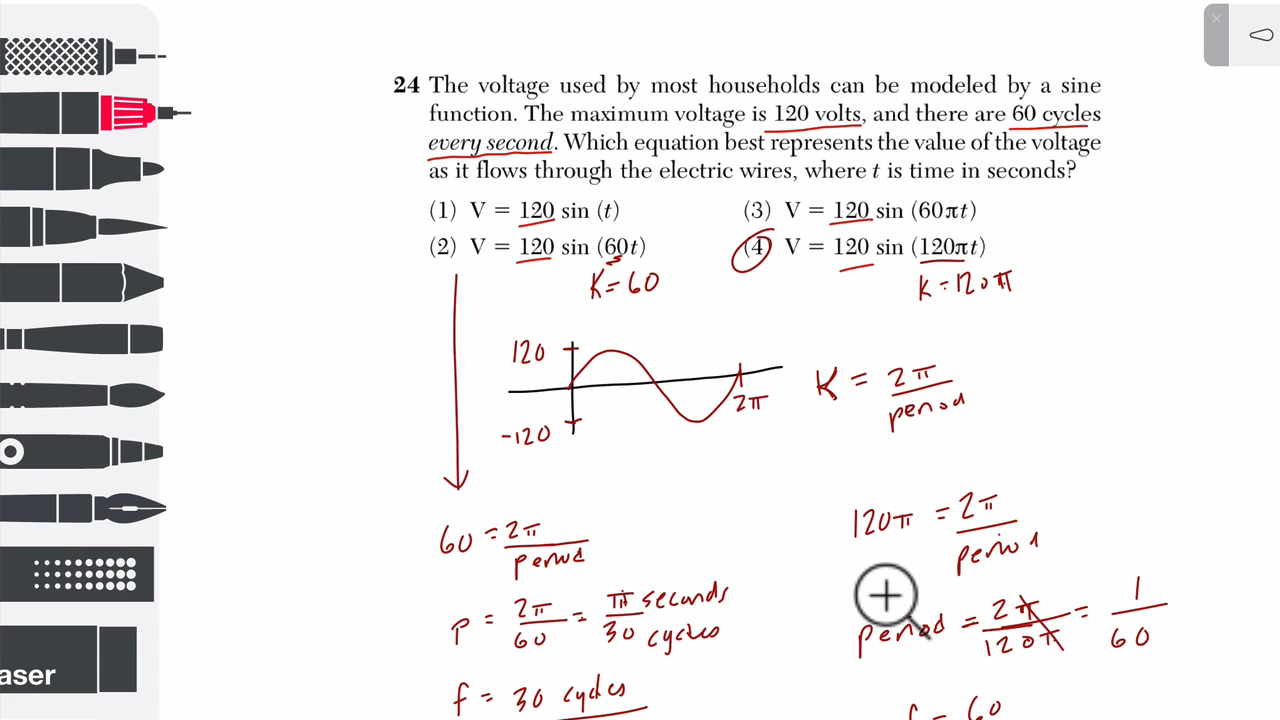 24 The voltage used by most households can be modeled by a sine
function. The maximum voltage is 120 volts, and there are 60 cycles
every second. Which equation best represents the value of the voltage
as it flows through the electric wires, where t is time in seconds?
(1) V = 120 sin (t)
(3) V = 120 sin (60πt)
(2) V = 120 sin (60t)
(4) V = 120 sin (120πt)
K = 60
K = 120π
120
-120
2π
K = 2π / period
60 = 2π / period
P = 2π / 60 = π seconds / 30 cycles
f = 30 cycles
120π = 2π / period
period = 2π / 120π = 1 / 60
f = 60
aser